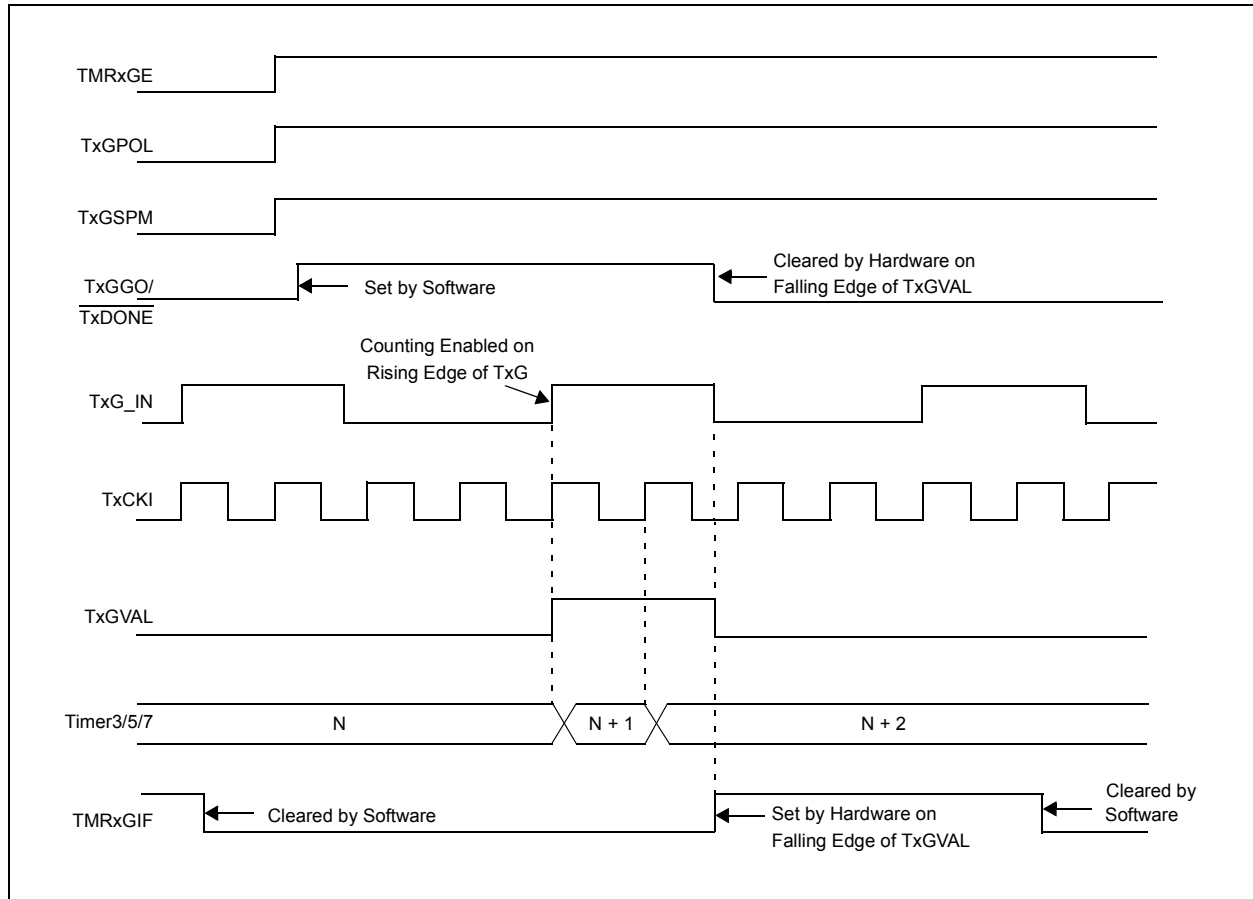 TMRxGE
TxGPOL
TxGSPM
TxGGO/
TxDONE
Set by Software
Cleared by Hardware on
Falling Edge of TxGVAL
Counting Enabled on
Rising Edge of TxG
TxG_IN
TxCKI
TxGVAL
Timer3/5/7
N
N + 1
N + 2
TMRxGIF
Cleared by Software
Set by Hardware on
Falling Edge of TxGVAL
Cleared by
Software